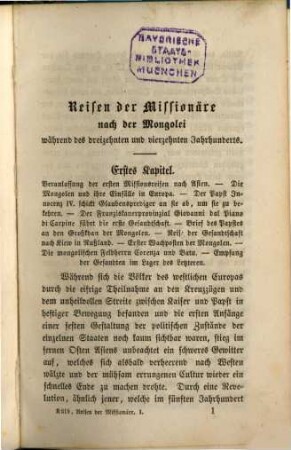 BAYERISCHE
STAATS-
BIBLIOTHEK
MUENCHEN
Reisen der Missionäre
nach der Mongolei
während des dreizehnten und vierzehnten Jahrhunderts.
Erstes Kapitel.
Veranlassung der ersten Missionsreisen nach Asien. — Die
Mongolen und ihre Einfälle in Europa. — Der Papst In-
nocenz IV. schickt Glaubensprediger an sie ab, um sie zu be-
kehren. — Der Franziskanerprovinzial Giovanni dal Piano
di Carpine führt die erste Gesandtschaft. — Brief des Papstes
an den Großkhan der Mongolen. — Reise der Gesandtschaft
nach Kiew in Rußland. — Erster Wachposten der Mongolen. —
Die mongolischen Feldherrn Corenza und Batu. — Empfang
der Gesandten im Lager des Letzteren.
Während sich die Völker des westlichen Europas
durch die eifrige Theilnahme an den Kreuzzügen und
dem unheilvollen Streite zwischen Kaiser und Papst in
heftiger Bewegung befanden und die ersten Anfänge
einer festen Gestaltung der politischen Zustände der
einzelnen Staaten noch kaum sichtbar waren, stieg im
fernen Osten Asiens unbeachtet ein schweres Gewitter
auf, welches sich alsbald verheerend nach Westen
wälzte und der mühsam errungenen Cultur wieder ein
schnelles Ende zu machen drohte. Durch eine Revo-
lution, ähnlich jener, welche im fünften Jahrhundert
Külb, Reisen der Missionäre. I. 1